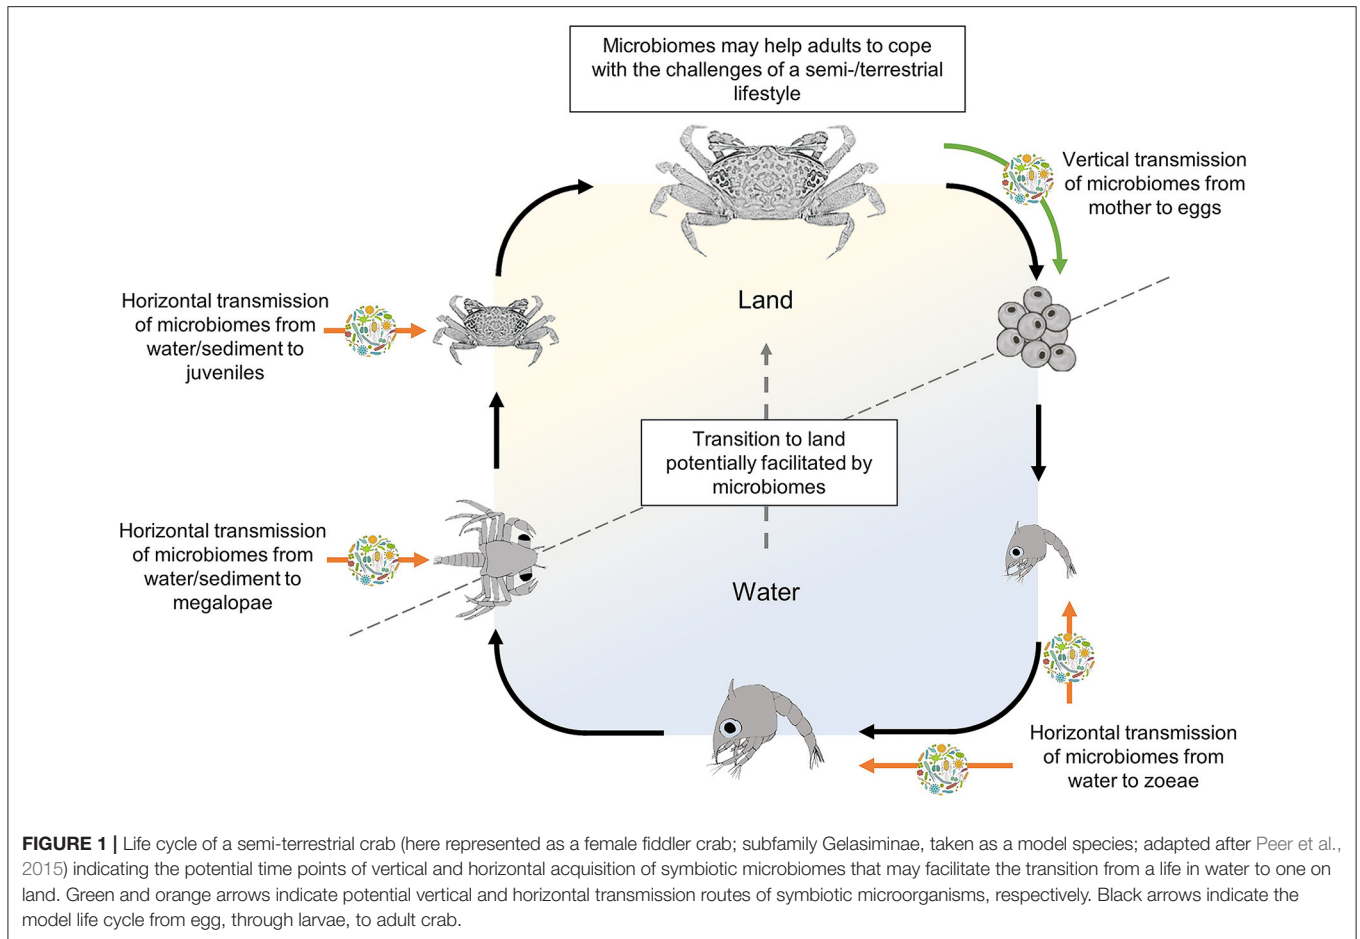 Microbiomes may help adults to cope
with the challenges of a semi-/terrestrial
lifestyle
Vertical transmission
of microbiomes from
mother to eggs
Land
Horizontal transmission
of microbiomes from
water/sediment to
juveniles
Transition to land
potentially facilitated by
microbiomes
Horizontal transmission
of microbiomes from
water/sediment to
megalopae
Water
Horizontal transmission
of microbiomes from
water to zoeae
FIGURE 1 | Life cycle of a semi-terrestrial crab (here represented as a female fiddler crab; subfamily Gelasiminae, taken as a model species; adapted after Peer et al.,
2015) indicating the potential time points of vertical and horizontal acquisition of symbiotic microbiomes that may facilitate the transition from a life in water to one on
land. Green and orange arrows indicate potential vertical and horizontal transmission routes of symbiotic microorganisms, respectively. Black arrows indicate the
model life cycle from egg, through larvae, to adult crab.